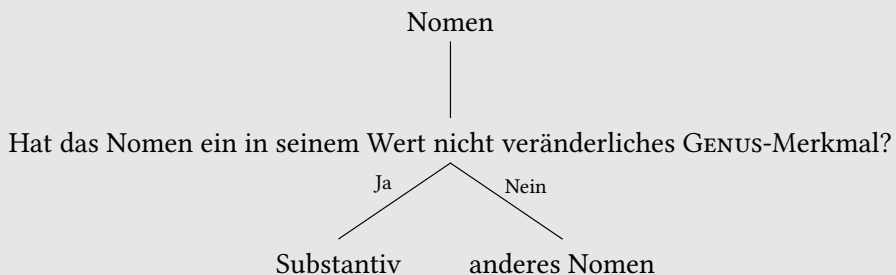 Nomen
Hat das Nomen ein in seinem Wert nicht veränderliches GENUS-Merkmal?
Ja Nein
Substantiv anderes Nomen